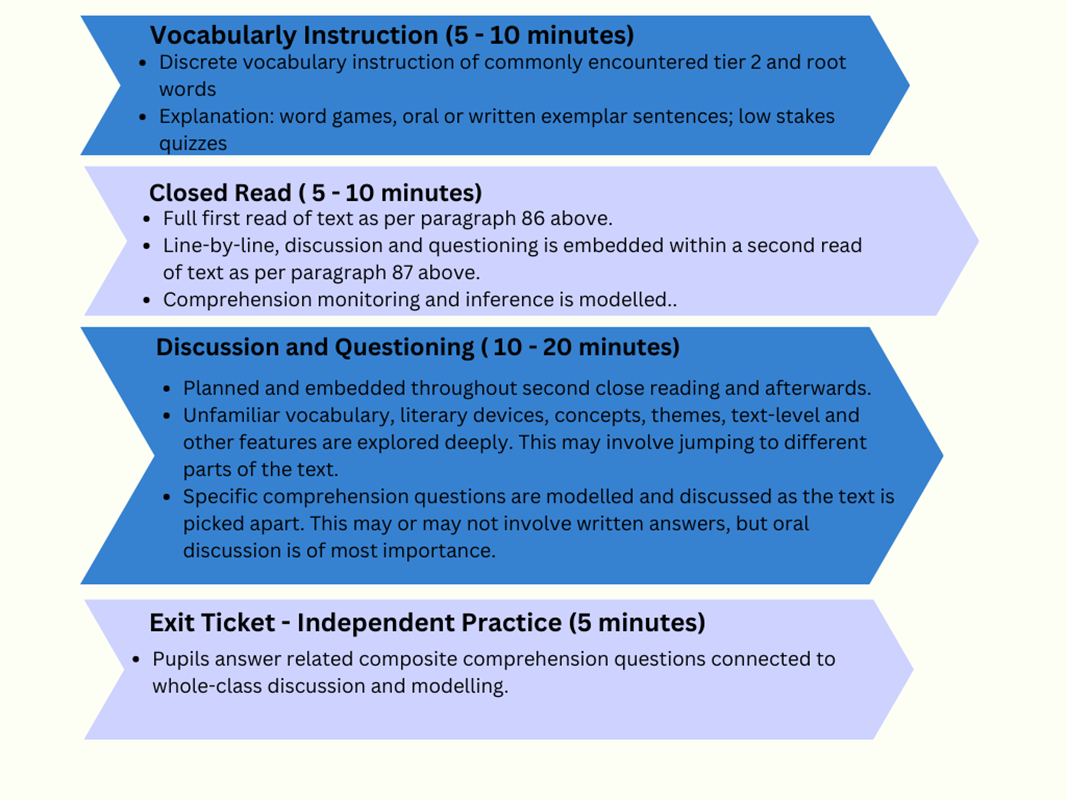 Vocabularly Instruction (5 - 10 minutes)
• Discrete vocabulary instruction of commonly encountered tier 2 and root
words
• Explanation: word games, oral or written exemplar sentences; low stakes
quizzes
Closed Read ( 5 - 10 minutes)
• Full first read of text as per paragraph 86 above.
• Line-by-line, discussion and questioning is embedded within a second read
of text as per paragraph 87 above.
• Comprehension monitoring and inference is modelled..
Discussion and Questioning ( 10 - 20 minutes)
• Planned and embedded throughout second close reading and afterwards.
• Unfamiliar vocabulary, literary devices, concepts, themes, text-level and
other features are explored deeply. This may involve jumping to different
parts of the text.
• Specific comprehension questions are modelled and discussed as the text is
picked apart. This may or may not involve written answers, but oral
discussion is of most importance.
Exit Ticket - Independent Practice (5 minutes)
• Pupils answer related composite comprehension questions connected to
whole-class discussion and modelling.